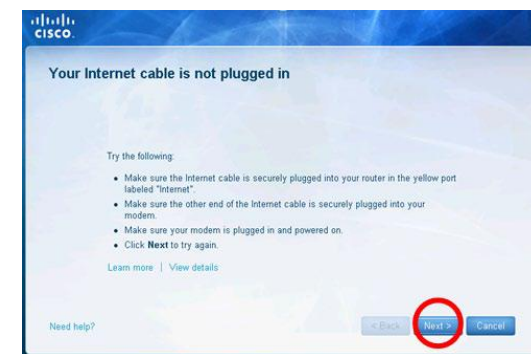 CISCO.
Your Internet cable is not plugged in
Try the following:
• Make sure the Internet cable is securely plugged into your router in the yellow port
labeled "Internet".
• Make sure the other end of the Internet cable is securely plugged into your
modem.
• Make sure your modem is plugged in and powered on.
• Click Next to try again.
Learn more | View details
Need help? < Back Next > Cancel